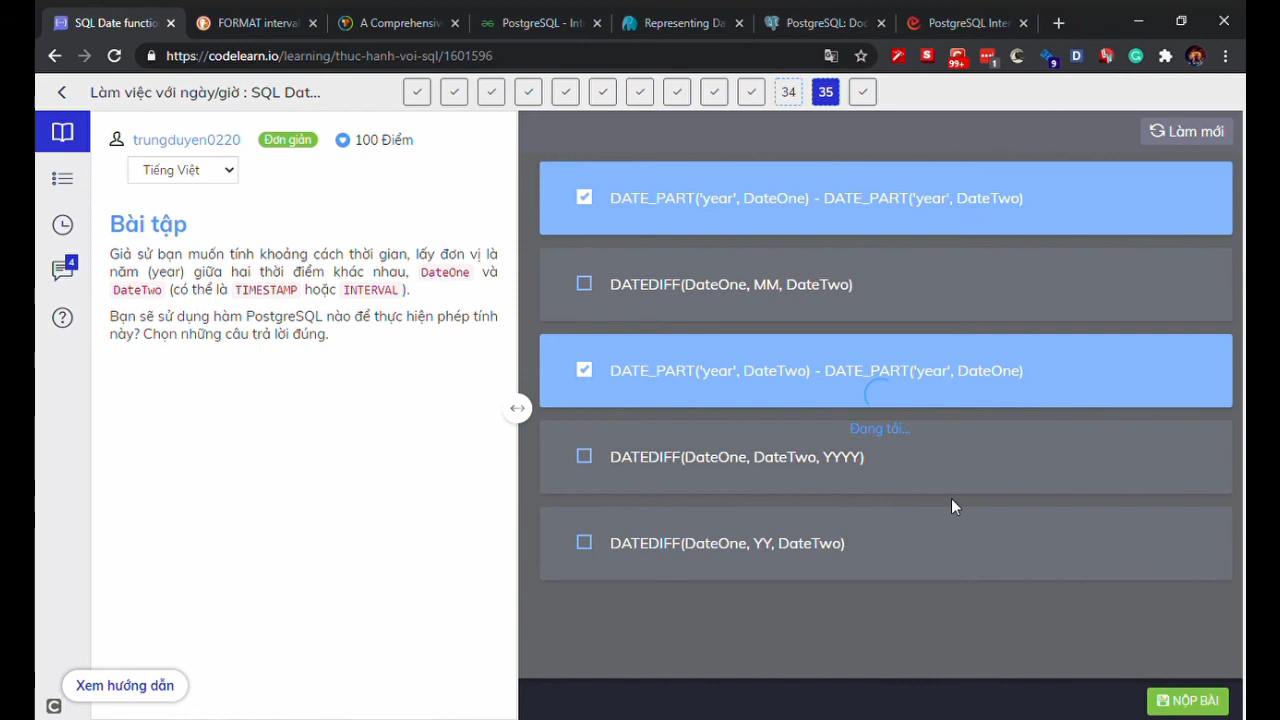 SQL Date functio
FORMAT interval
A Comprehensiv
PostgreSQL - Int
Representing Da
PostgreSQL: Doc
PostgreSQL Inter
https://codelearn.io/learning/thuc-hanh-voi-sql/1601596
99+
1
9
Làm việc với ngày/giờ : SQL Dat...
34
35
trungduyen0220
Đơn giản
100 Điểm
Làm mới
Tiếng Việt
4
Bài tập
Giả sử bạn muốn tính khoảng cách thời gian, lấy đơn vị là
năm (year) giữa hai thời điểm khác nhau, DateOne và
DateTwo (có thể là TIMESTAMP hoặc INTERVAL).
Bạn sẽ sử dụng hàm PostgreSQL nào để thực hiện phép tính
này? Chọn những câu trả lời đúng.
DATE_PART('year', DateOne) - DATE_PART('year', DateTwo)
DATEDIFF(DateOne, MM, DateTwo)
DATE_PART('year', DateTwo) - DATE_PART('year', DateOne)
Đang tải...
DATEDIFF(DateOne, DateTwo, YYYY)
DATEDIFF(DateOne, YY, DateTwo)
Xem hướng dẫn
NỘP BÀI